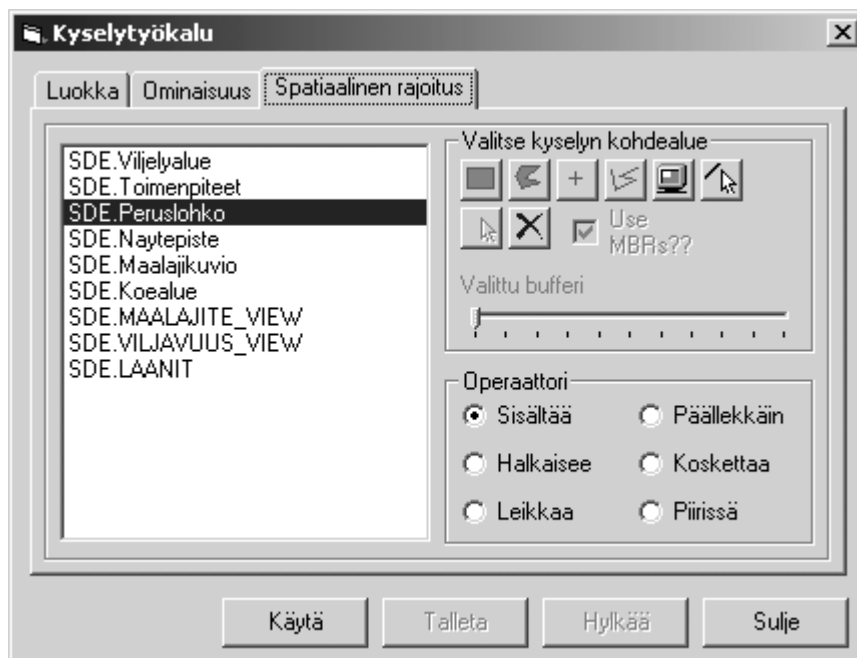 Kyselytyökalu
Luokka
Ominaisuus
Spatiaalinen rajoitus
SDE.Viljelyalue
SDE.Toimenpiteet
SDE.Peruslohko
SDE.Naytepiste
SDE.Maalajikuvio
SDE.Koealue
SDE.MAALAJITE_VIEW
SDE.VILJAVUUS_VIEW
SDE.LAANIT
Valitse kyselyn kohdealue
Use
MBRs??
Valittu bufferi
Operaattori
Sisältää
Päällekkäin
Halkaisee
Koskettaa
Leikkaa
Piirissä
Käytä
Talleta
Hylkää
Sulje